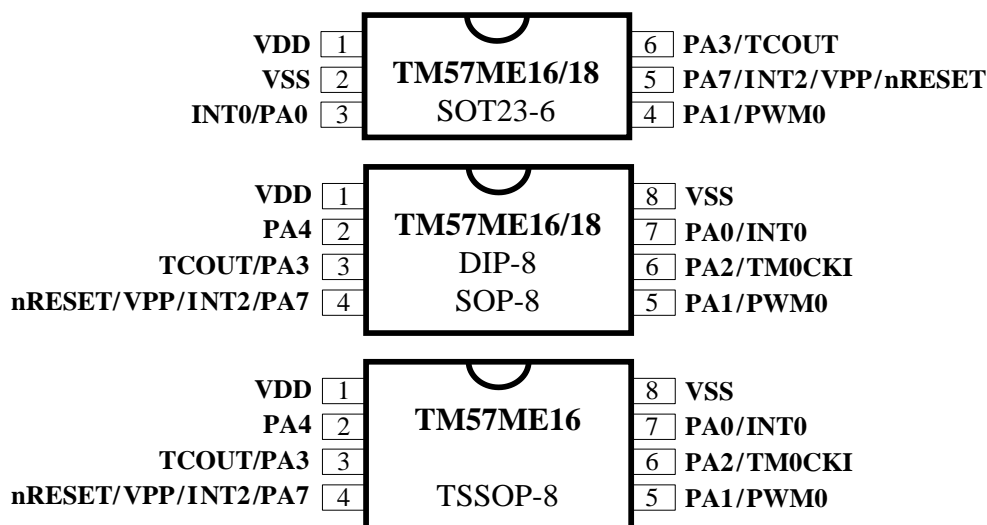 VDD 1 6 PA3/TCOUT
VSS 2 TM57ME16/18 5 PA7/INT2/VPP/nRESET
INT0/PA0 3 SOT23-6 4 PA1/PWM0
VDD 1 8 VSS
PA4 2 TM57ME16/18 7 PA0/INT0
TCOUT/PA3 3 DIP-8 6 PA2/TM0CKI
nRESET/VPP/INT2/PA7 4 SOP-8 5 PA1/PWM0
VDD 1 8 VSS
PA4 2 TM57ME16 7 PA0/INT0
TCOUT/PA3 3 6 PA2/TM0CKI
nRESET/VPP/INT2/PA7 4 TSSOP-8 5 PA1/PWM0